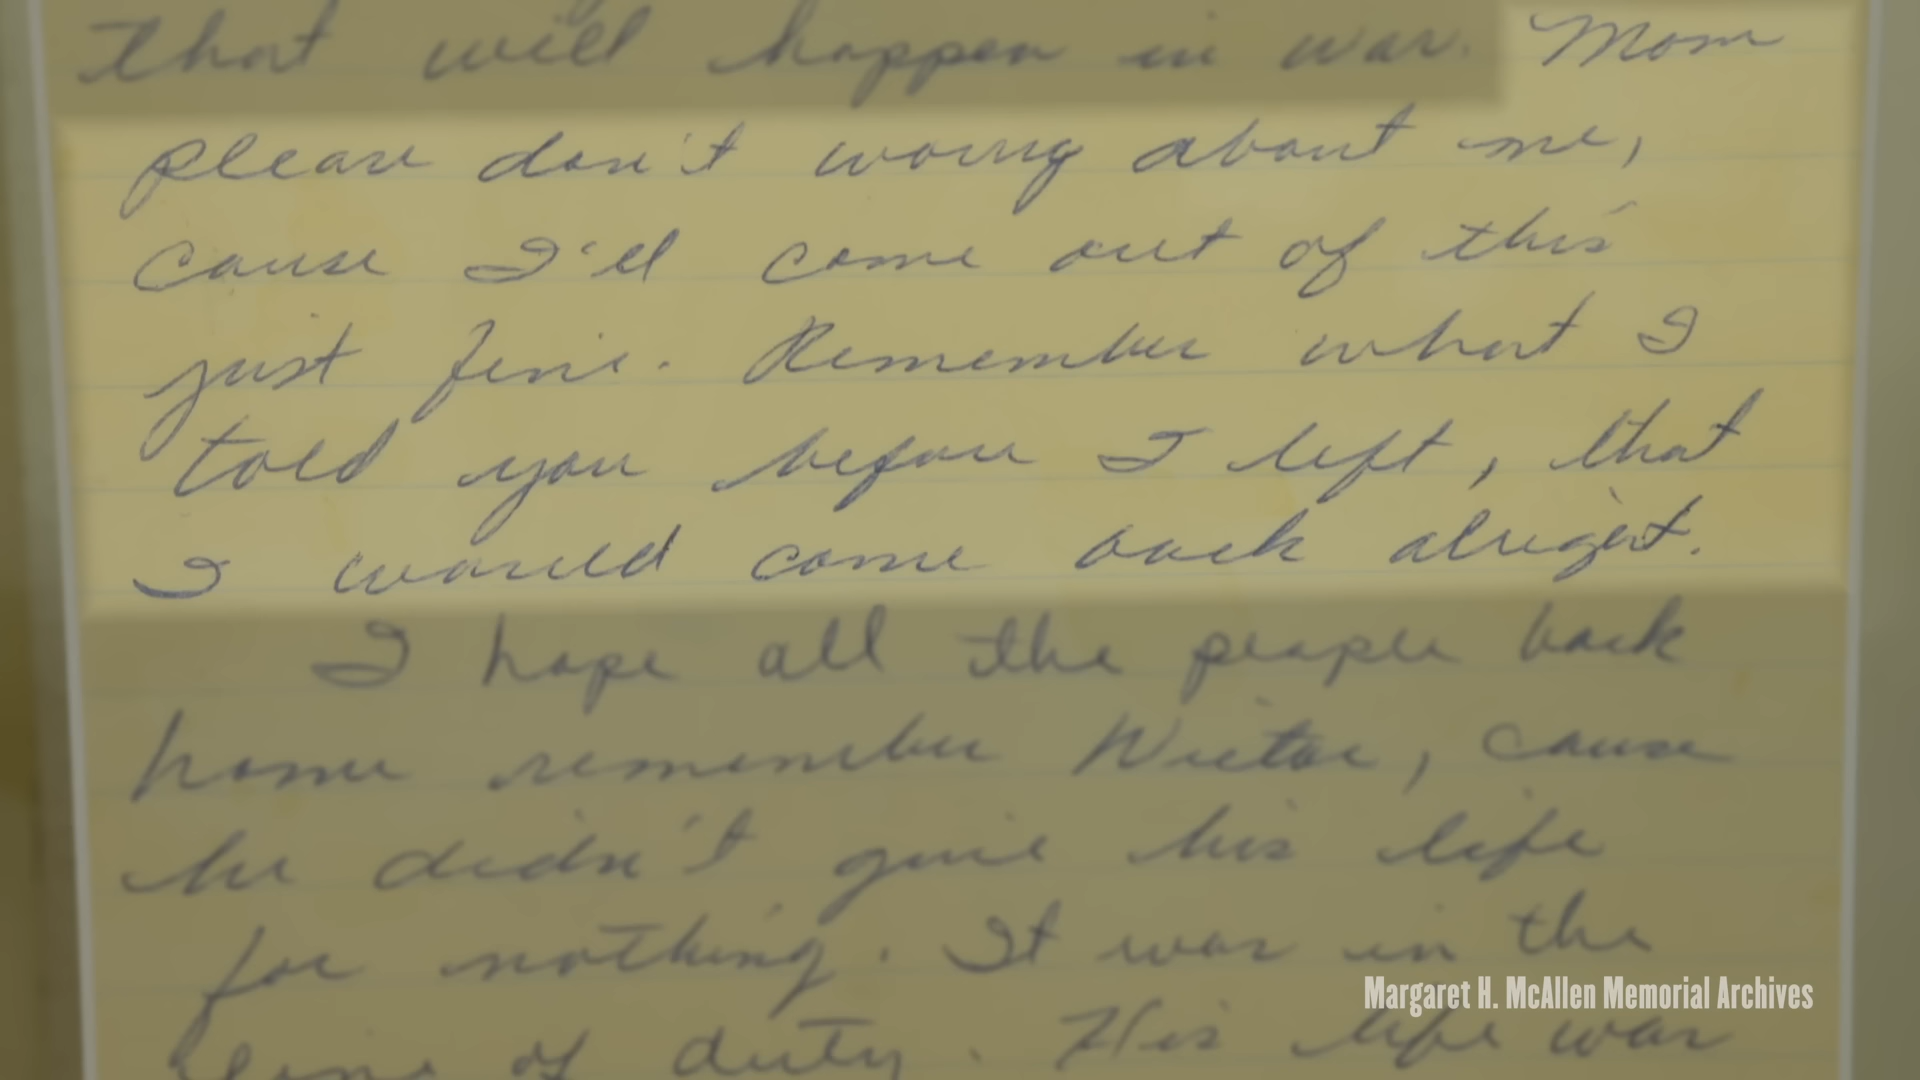 that will happen in war. Mom
please don't worry about me,
cause I'll come out of this
just fine. Remember what I
told you before I left, that
I would come back alright.
I hope all the people back
home remember Victor, cause
he didn't give his life
for nothing. It was in the
line of duty. His life was
Margaret H. McAllen Memorial Archives